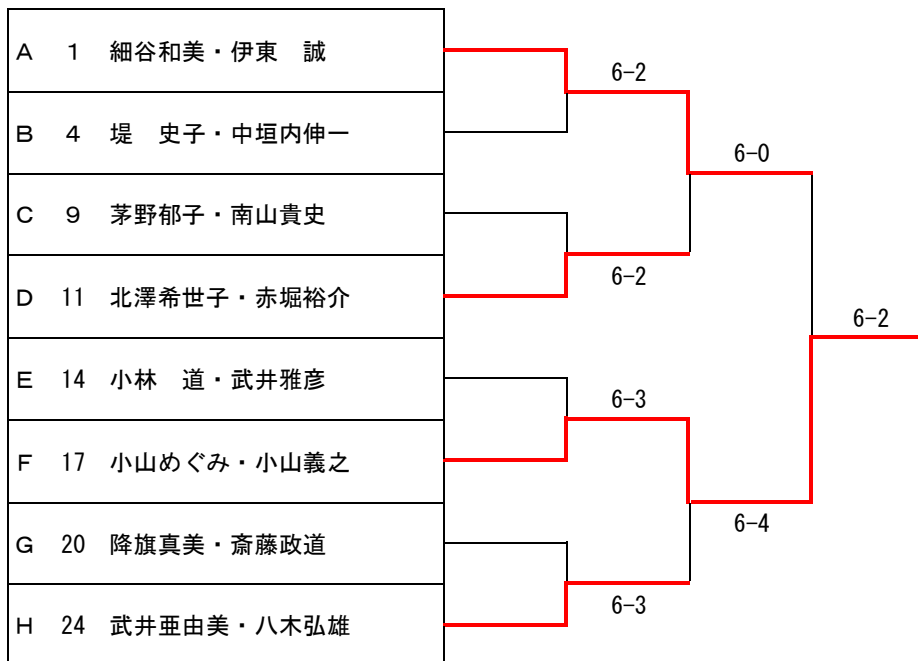 A 1 細谷和美・伊東　誠
B 4 堤　史子・中垣内伸一
C 9 茅野郁子・南山貴史
D 11 北澤希世子・赤堀裕介
E 14 小林　道・武井雅彦
F 17 小山めぐみ・小山義之
G 20 降旗真美・斎藤政道
H 24 武井亜由美・八木弘雄
6-2
6-2
6-3
6-3
6-0
6-4
6-2